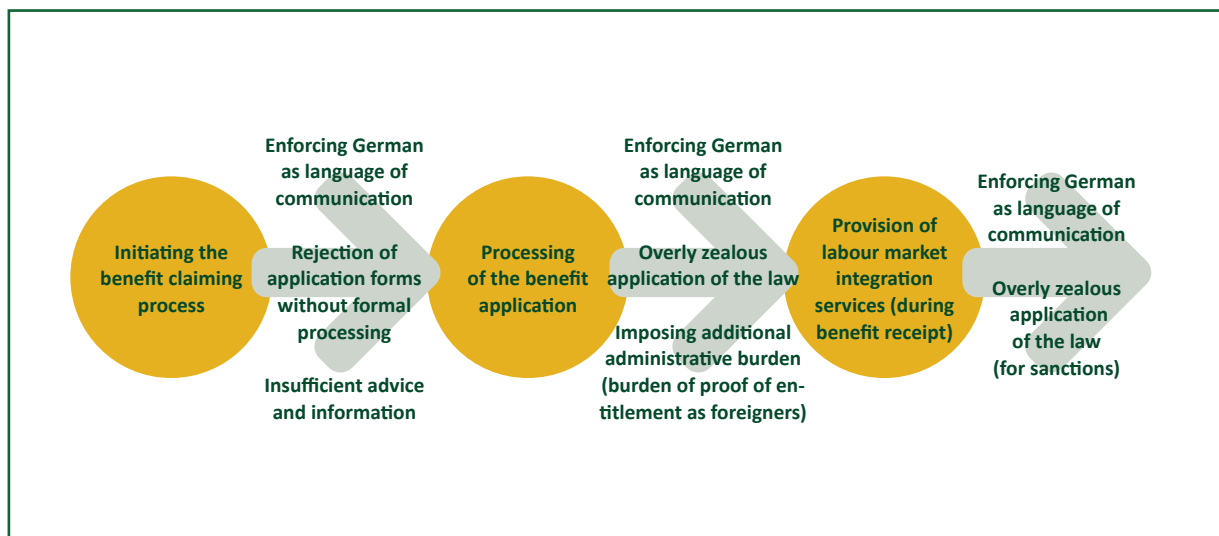 Initiating the
benefit claiming
process
Enforcing German
as language of
communication
Rejection of
application forms
without formal
processing
Insufficient advice
and information
Processing
of the benefit
application
Enforcing German
as language of
communication
Overly zealous
application of the law
Imposing additional
administrative burden
(burden of proof of en-
titlement as foreigners)
Provision of
labour market
integration
services (during
benefit receipt)
Enforcing German
as language of
communication
Overly zealous
application
of the law
(for sanctions)